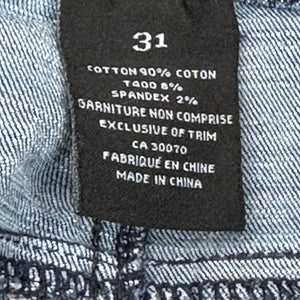 31
COTTON 90% COTON
T400 8%
SPANDEX 2%
GARNITURE NON COMPRISE
EXCLUSIVE OF TRIM
CA 30070
FABRIQUÉ EN CHINE
MADE IN CHINA